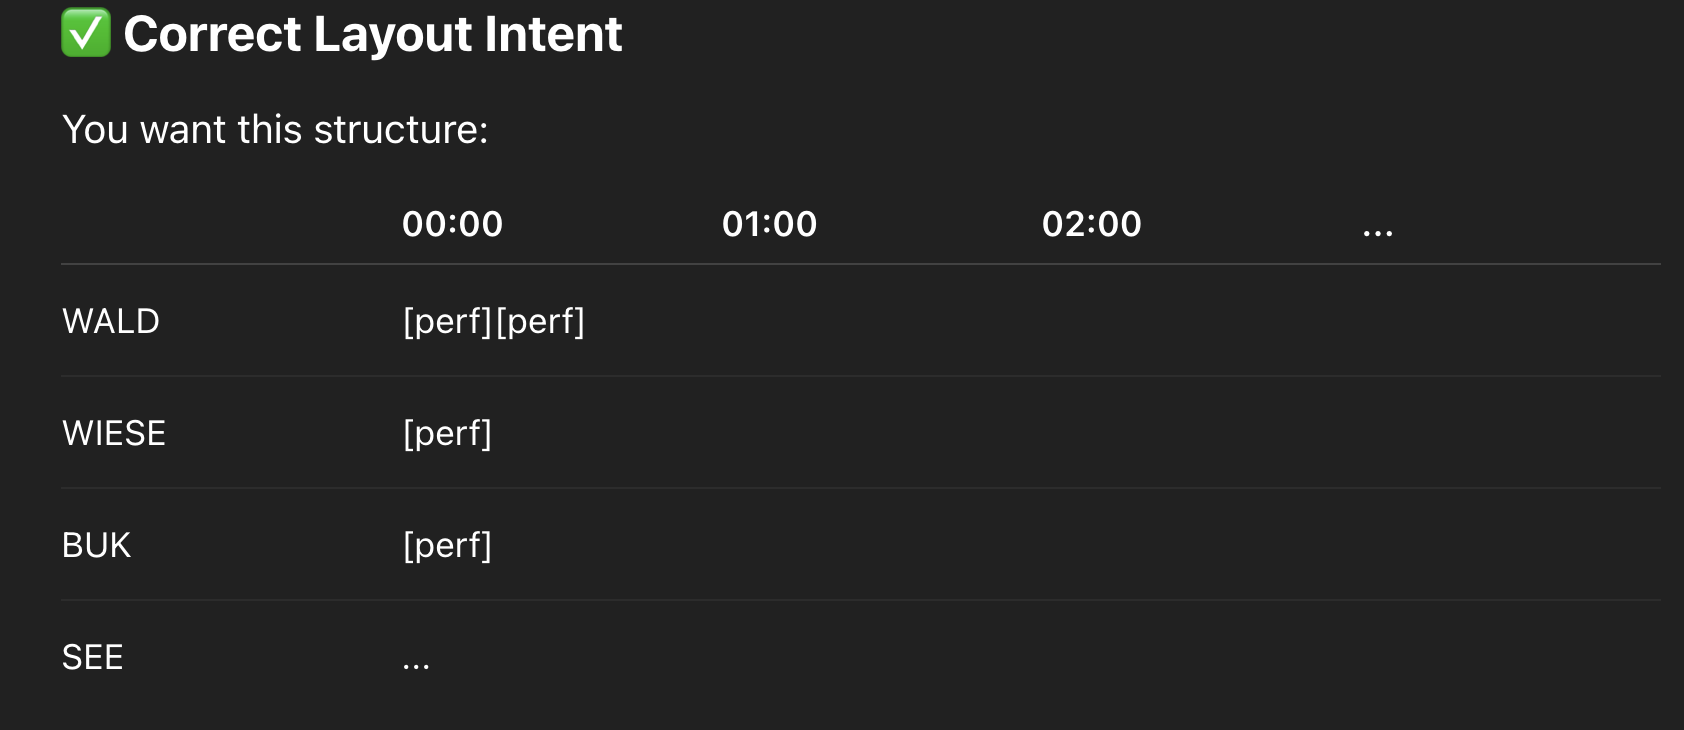 ✅ Correct Layout Intent
You want this structure:
00:00 01:00 02:00 ...
WALD [perf][perf]
WIESE [perf]
BUK [perf]
SEE ...